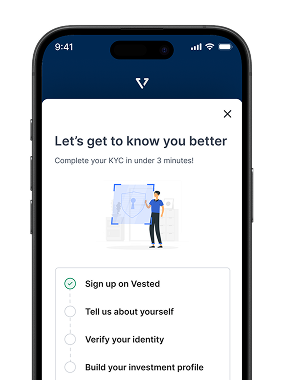 9:41
Let's get to know you better
Complete your KYC in under 3 minutes!
Sign up on Vested
Tell us about yourself
Verify your identity
Build your investment profile